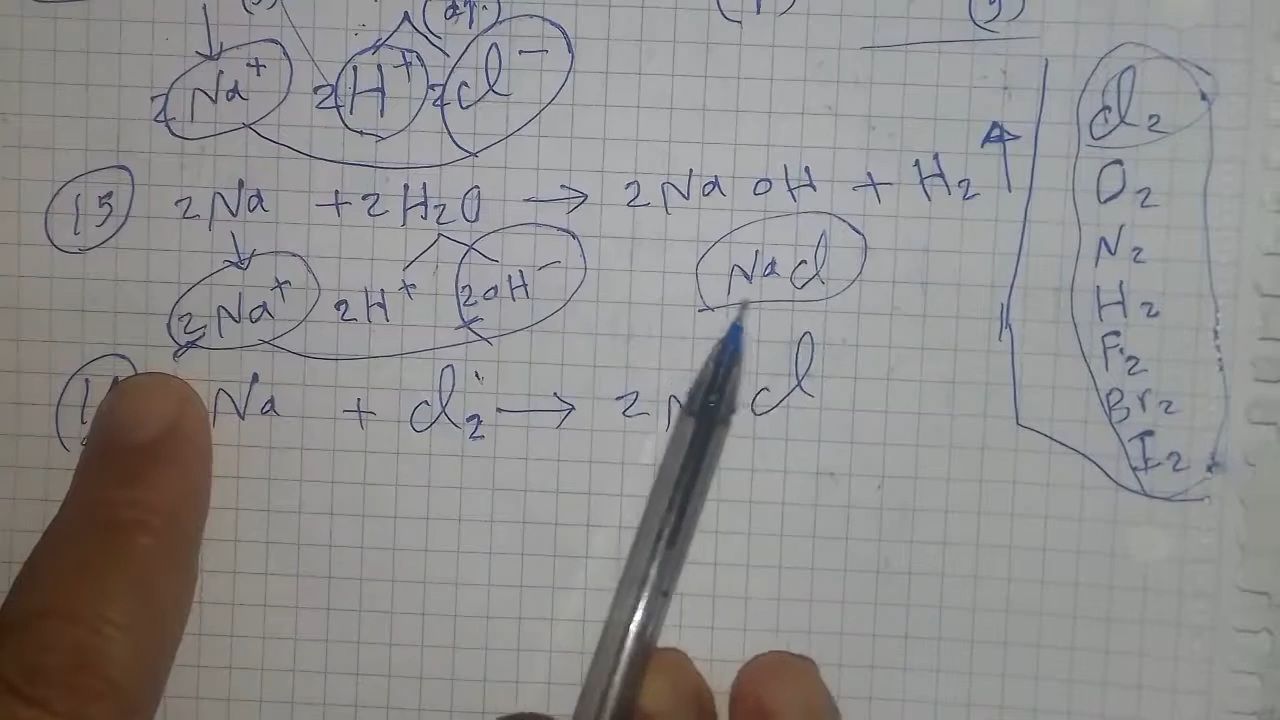 (aq.)
2Na⁺ 2H⁺ 2Cl⁻
(15) 2Na + 2H₂O → 2NaOH + H₂ ↑
2Na⁺ 2H⁺ 2OH⁻
NaCl
Na + Cl₂ → 2 Cl
Cl₂
O₂
N₂
H₂
F₂
Br₂
I₂